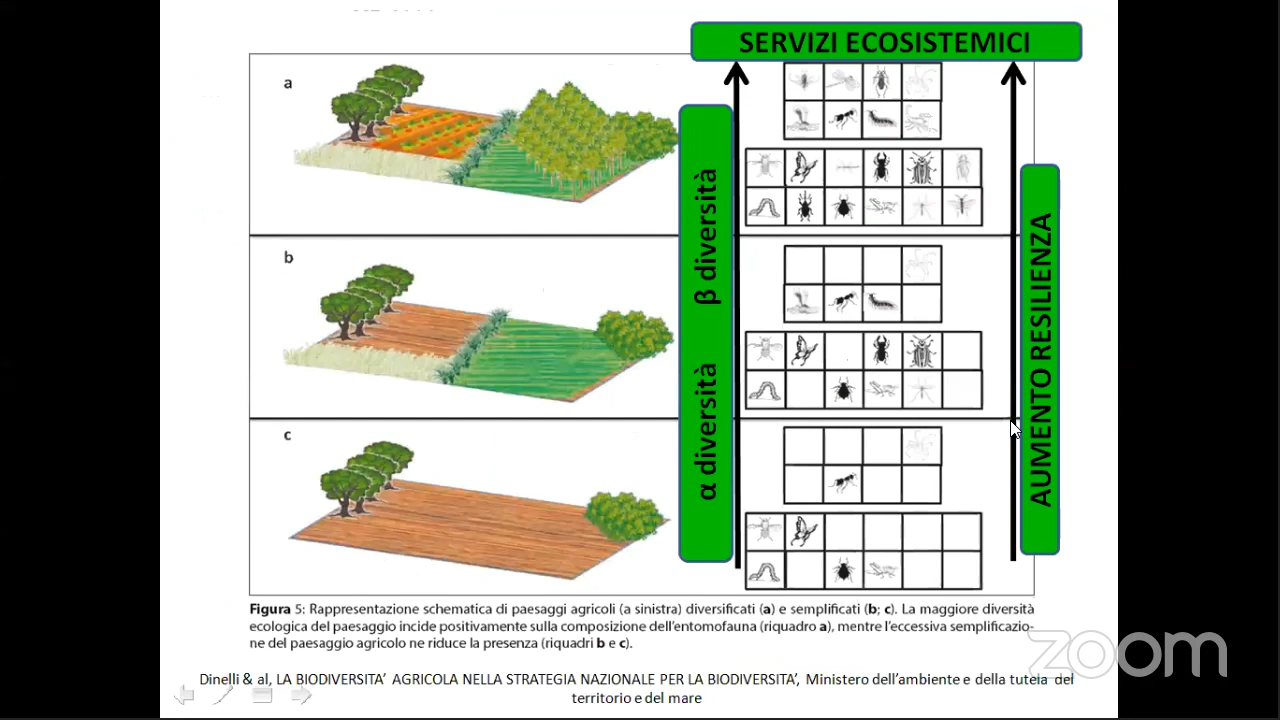 SERVIZI ECOSISTEMICI
a
b
c
α diversità β diversità
AUMENTO RESILIENZA
Figura 5: Rappresentazione schematica di paesaggi agricoli (a sinistra) diversificati (a) e semplificati (b; c). La maggiore diversità
ecologica del paesaggio incide positivamente sulla composizione dell'entomofauna (riquadro a), mentre l'eccessiva semplificazio-
ne del paesaggio agricolo ne riduce la presenza (riquadri b e c).
zoom
Dinelli & al, LA BIODIVERSITA' AGRICOLA NELLA STRATEGIA NAZIONALE PER LA BIODIVERSITA', Ministero dell'ambiente e della tutela del
territorio e del mare